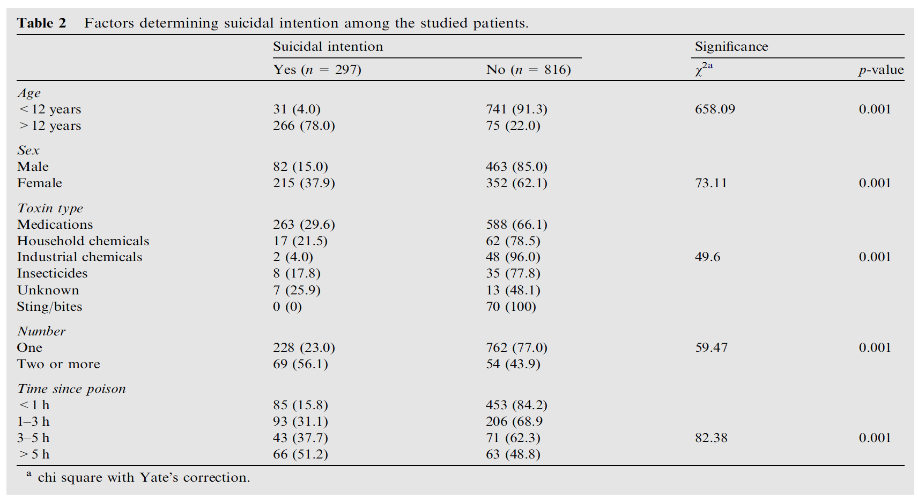 Table 2 Factors determining suicidal intention among the studied patients.
Suicidal intention Significance
Yes (n = 297) No (n = 816) χ²ᵃ p-value
Age
<12 years 31 (4.0) 741 (91.3) 658.09 0.001
>12 years 266 (78.0) 75 (22.0)
Sex
Male 82 (15.0) 463 (85.0)
Female 215 (37.9) 352 (62.1) 73.11 0.001
Toxin type
Medications 263 (29.6) 588 (66.1)
Household chemicals 17 (21.5) 62 (78.5)
Industrial chemicals 2 (4.0) 48 (96.0) 49.6 0.001
Insecticides 8 (17.8) 35 (77.8)
Unknown 7 (25.9) 13 (48.1)
Sting/bites 0 (0) 70 (100)
Number
One 228 (23.0) 762 (77.0) 59.47 0.001
Two or more 69 (56.1) 54 (43.9)
Time since poison
<1 h 85 (15.8) 453 (84.2)
1–3 h 93 (31.1) 206 (68.9
3–5 h 43 (37.7) 71 (62.3) 82.38 0.001
>5 h 66 (51.2) 63 (48.8)
ᵃ chi square with Yate's correction.